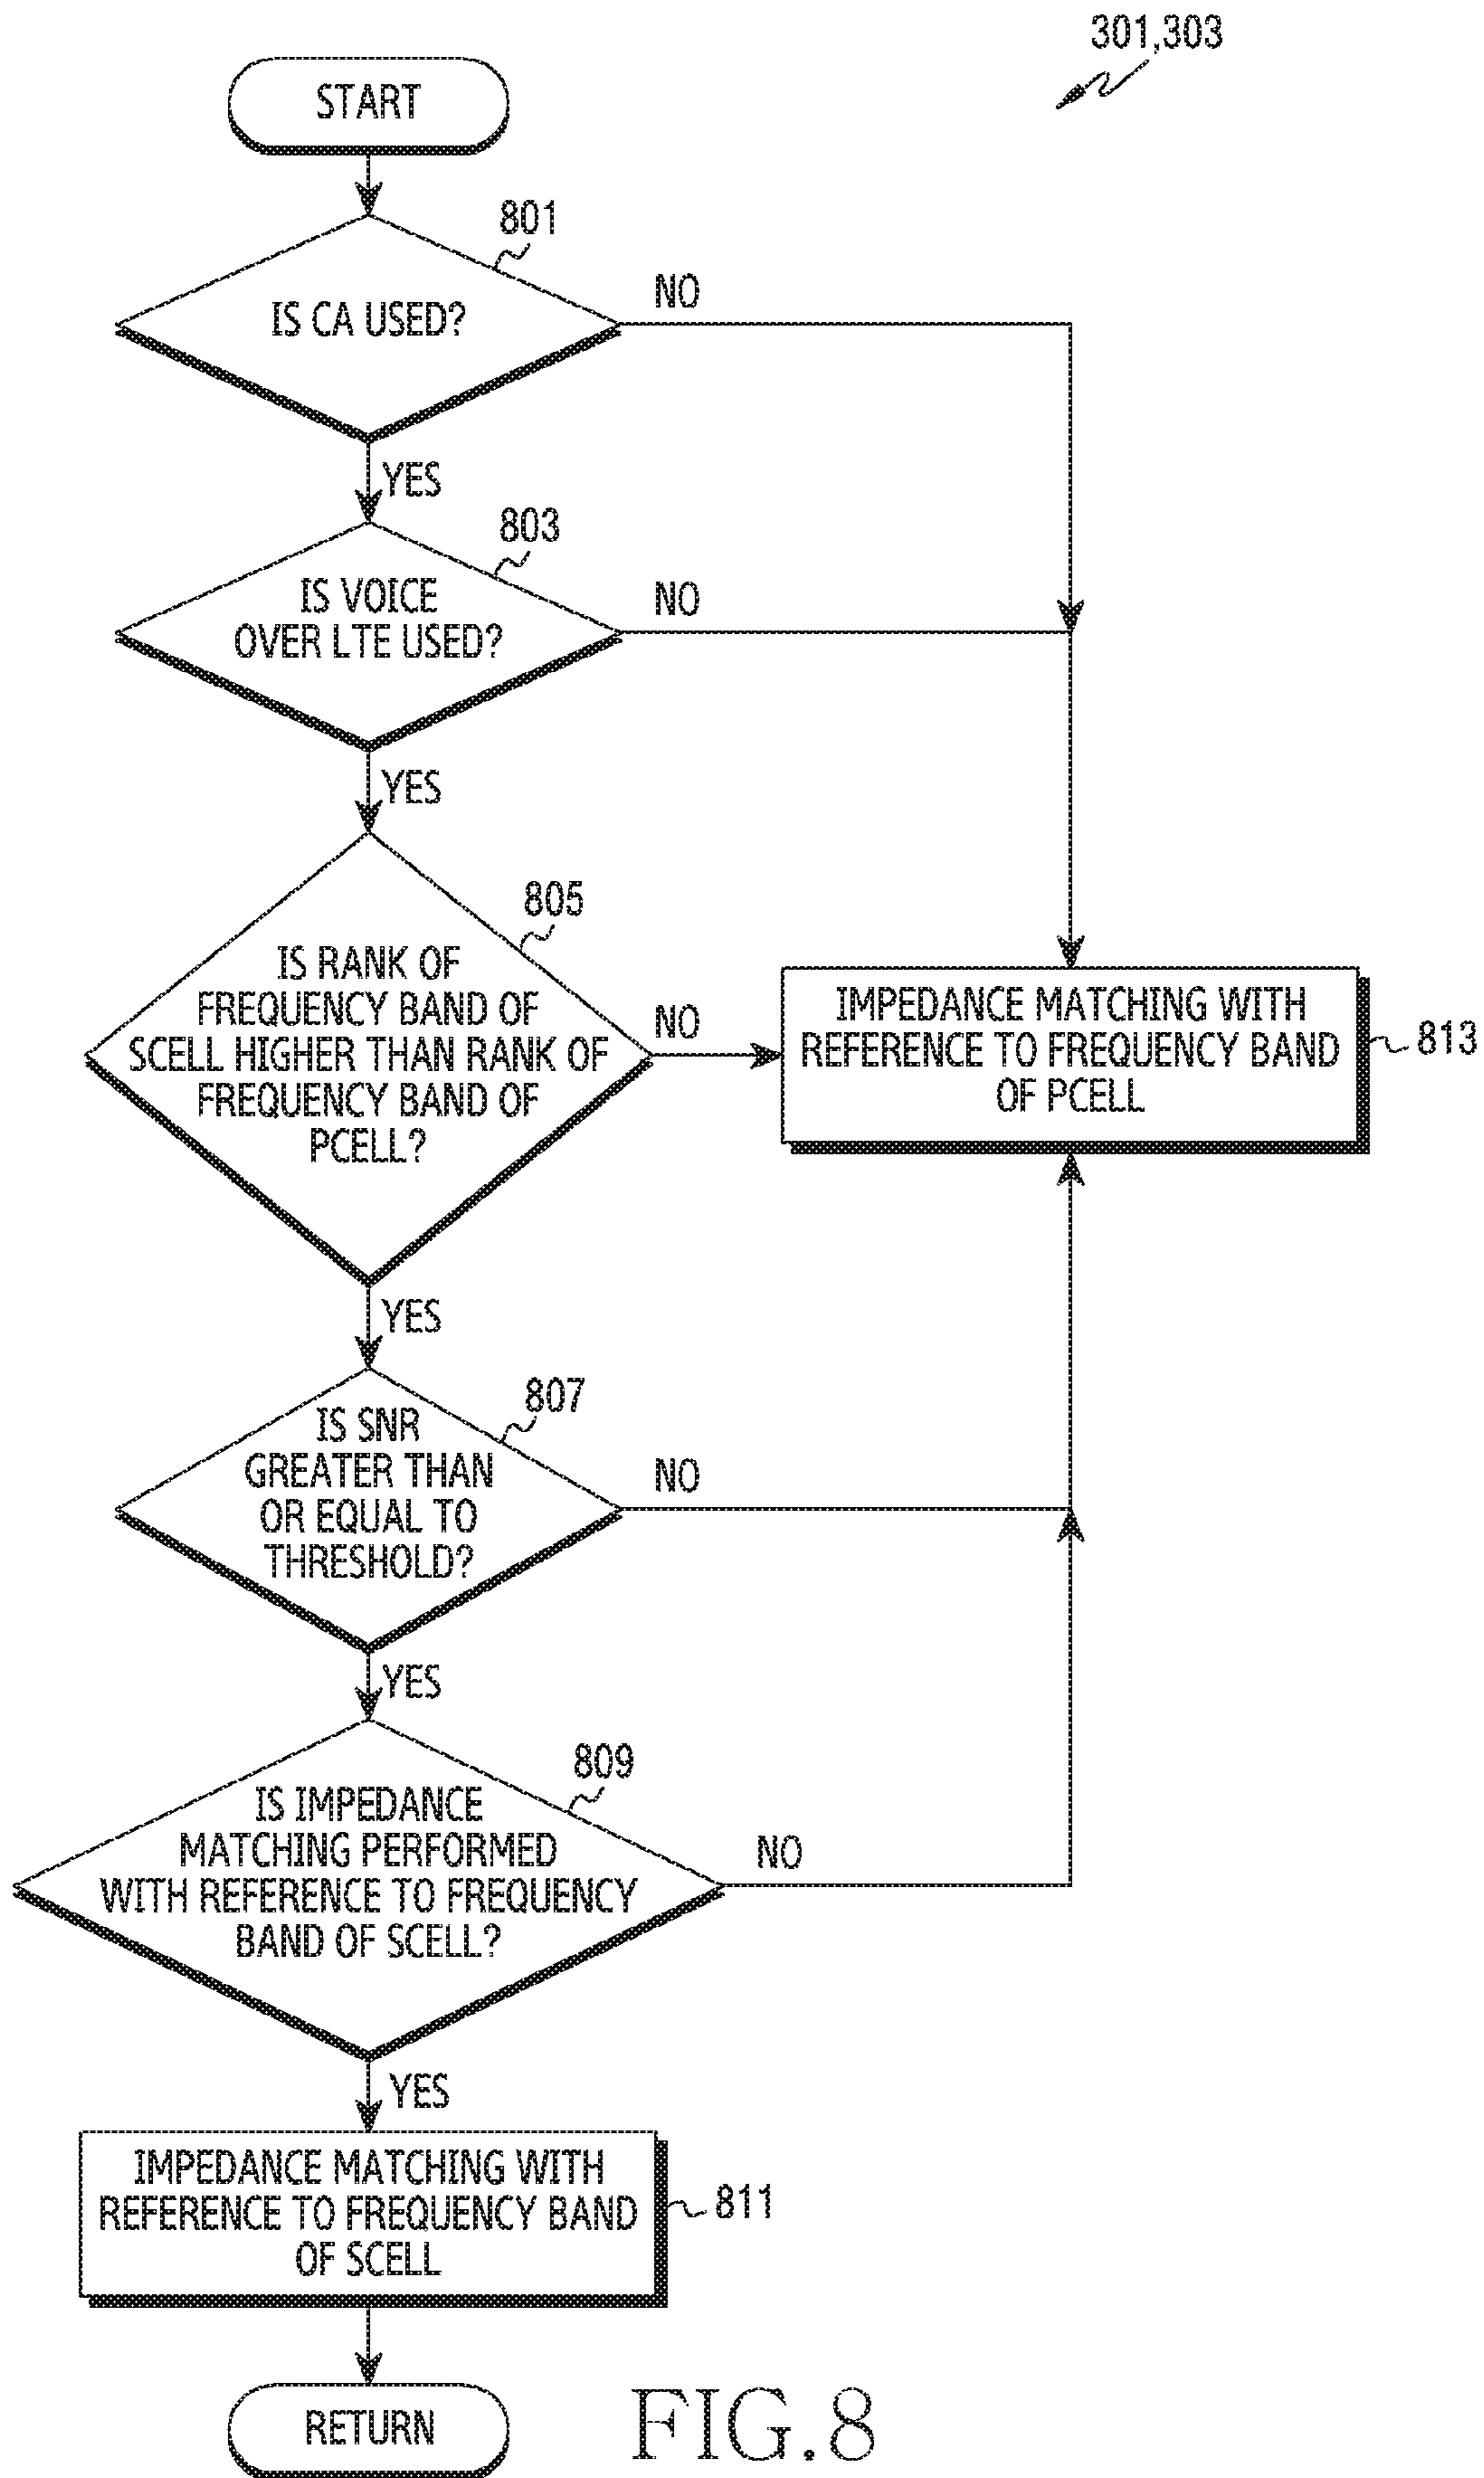 301,303
START
801
IS CA USED?
NO
YES
803
IS VOICE
OVER LTE USED?
NO
YES
805
IS RANK OF
FREQUENCY BAND OF
SCELL HIGHER THAN RANK OF
FREQUENCY BAND OF
PCELL?
NO
IMPEDANCE MATCHING WITH
REFERENCE TO FREQUENCY BAND
OF PCELL
813
YES
807
IS SNR
GREATER THAN
OR EQUAL TO
THRESHOLD?
NO
YES
809
IS IMPEDANCE
MATCHING PERFORMED
WITH REFERENCE TO FREQUENCY
BAND OF SCELL?
NO
YES
IMPEDANCE MATCHING WITH
REFERENCE TO FREQUENCY BAND
OF SCELL
811
RETURN
FIG.8